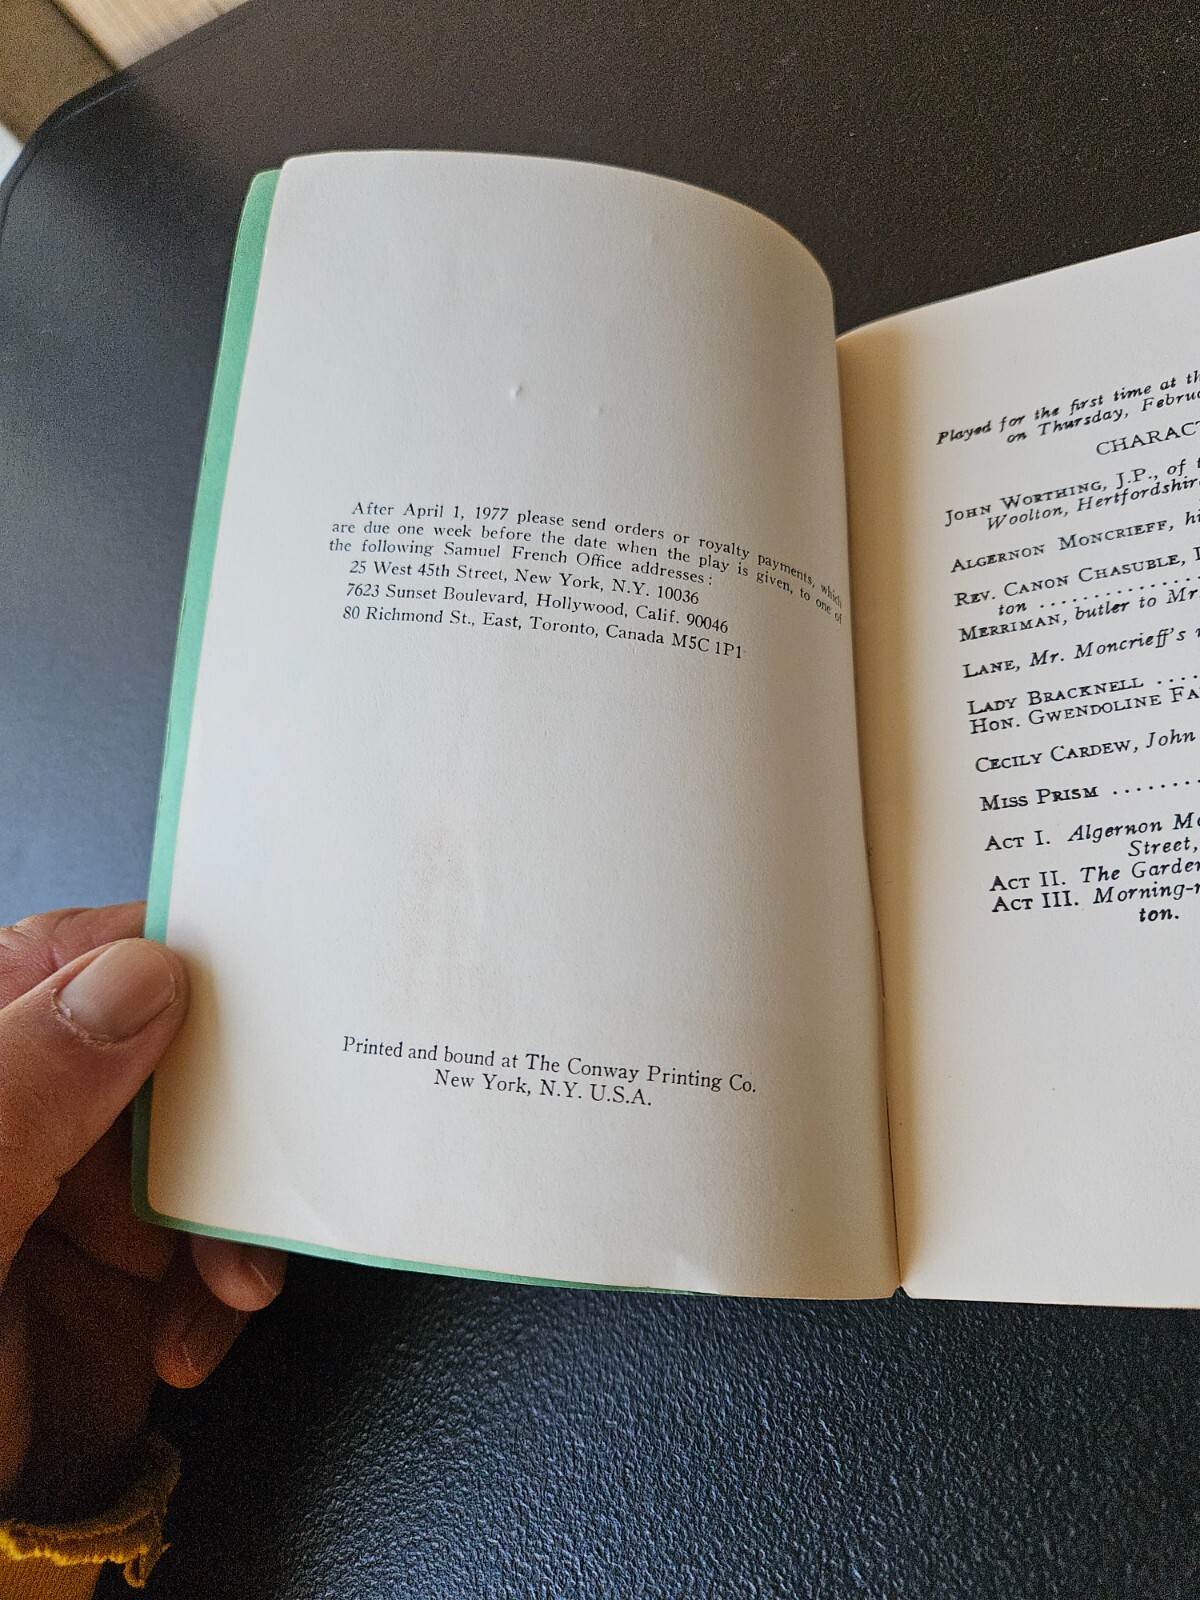 After April 1, 1977 please send orders or royalty payments, which
are due one week before the date when the play is given, to one of
the following Samuel French Office addresses:
25 West 45th Street, New York, N.Y. 10036
7623 Sunset Boulevard, Hollywood, Calif. 90046
80 Richmond St., East, Toronto, Canada M5C 1P1
Printed and bound at The Conway Printing Co.
New York, N.Y. U.S.A.
Played for the first time at
on Thursday,
JOHN WORTHING, J.P., of
Woolton,
ALGERNON MONCRIEFF,
REV. CANON CHASUBLE,
ton ..............
MERRIMAN, butler to
LANE, Mr. Moncrieff's
LADY BRACKNELL ....
HON. GWENDOLINE
CECILY CARDEW, John
MISS PRISM ........
ACT I. Algernon
Street,
ACT II. The
ACT III.
ton.